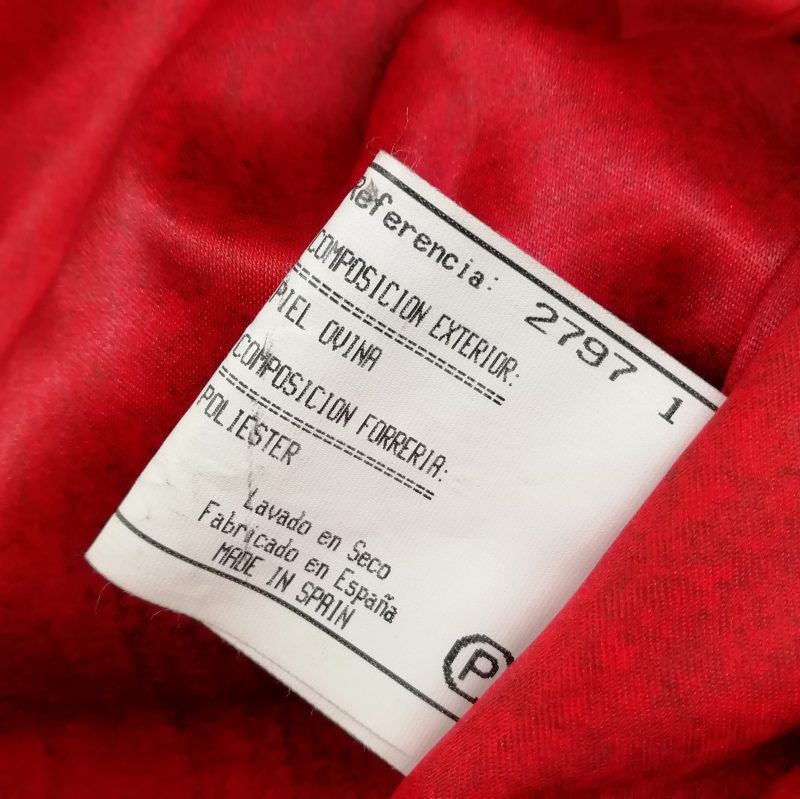 Referencia: 2797 1
COMPOSICION EXTERIOR:
PIEL OVINA
COMPOSICION FORRERIA:
POLIESTER
Lavado en Seco
Fabricado en España
MADE IN SPAIN
P